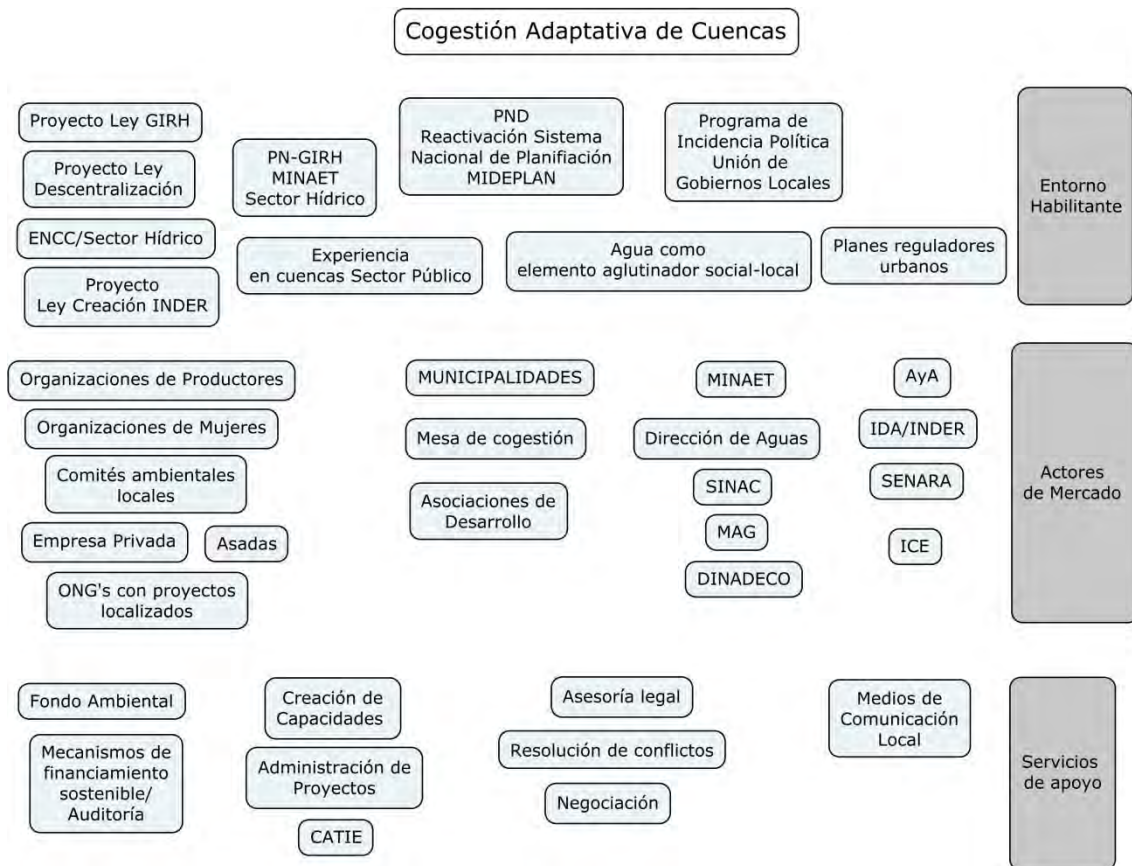 Cogestión Adaptativa de Cuencas
Proyecto Ley GIRH
Proyecto Ley
Descentralización
ENCC/Sector Hídrico
Proyecto
Ley Creación INDER
PN-GIRH
MINAET
Sector Hídrico
PND
Reactivación Sistema
Nacional de Planifiación
MIDEPLAN
Programa de
Incidencia Política
Unión de
Gobiernos Locales
Experiencia
en cuencas Sector Público
Agua como
elemento aglutinador social-local
Planes reguladores
urbanos
Entorno
Habilitante
Organizaciones de Productores
Organizaciones de Mujeres
Comités ambientales
locales
Empresa Privada
Asadas
ONG's con proyectos
localizados
MUNICIPALIDADES
Mesa de cogestión
Asociaciones de
Desarrollo
MINAET
Dirección de Aguas
SINAC
MAG
DINADECO
AyA
IDA/INDER
SENARA
ICE
Actores
de Mercado
Fondo Ambiental
Mecanismos de
financiamiento
sostenible/
Auditoría
Creación de
Capacidades
Administración de
Proyectos
CATIE
Asesoría legal
Resolución de conflictos
Negociación
Medios de
Comunicación
Local
Servicios
de apoyo